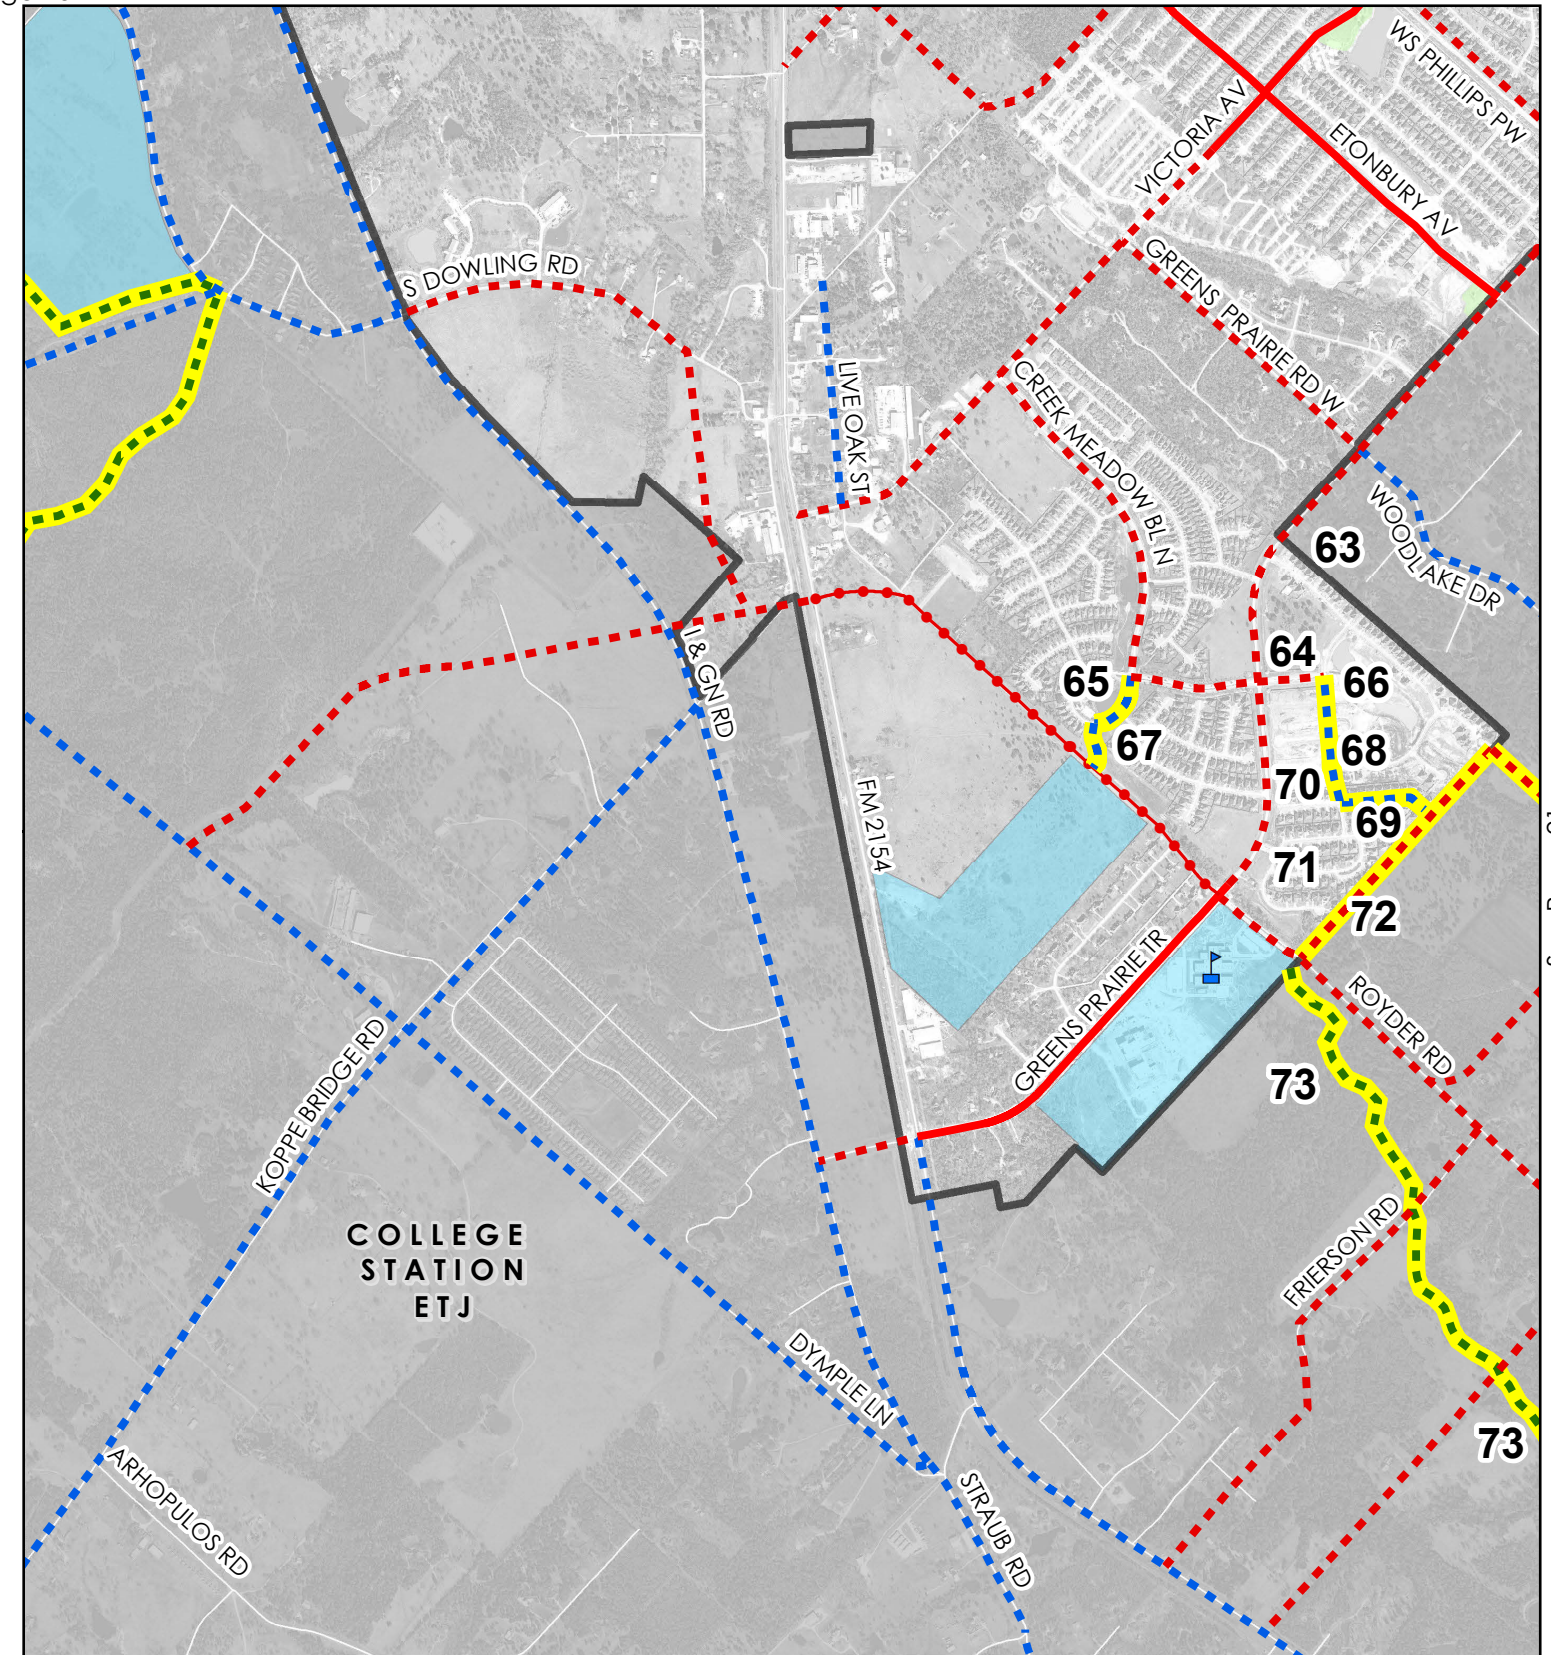 WS PHILLIPS PW
VICTORIA AV
ETONBURY AV
S DOWLING RD
GREENS PRAIRIE RD W
LIVE OAK ST
CREEK MEADOW BL N
WOODLAKE DR
63
64
65
66
I & GN RD
67
68
70
FM 2154
69
71
72
GREENS PRAIRIE TR
ROYDER RD
KOPPE BRIDGE RD
73
COLLEGE
STATION
ETJ
FRIERSON RD
DYMPLE LN
73
ARHOPULOS RD
STRAUB RD